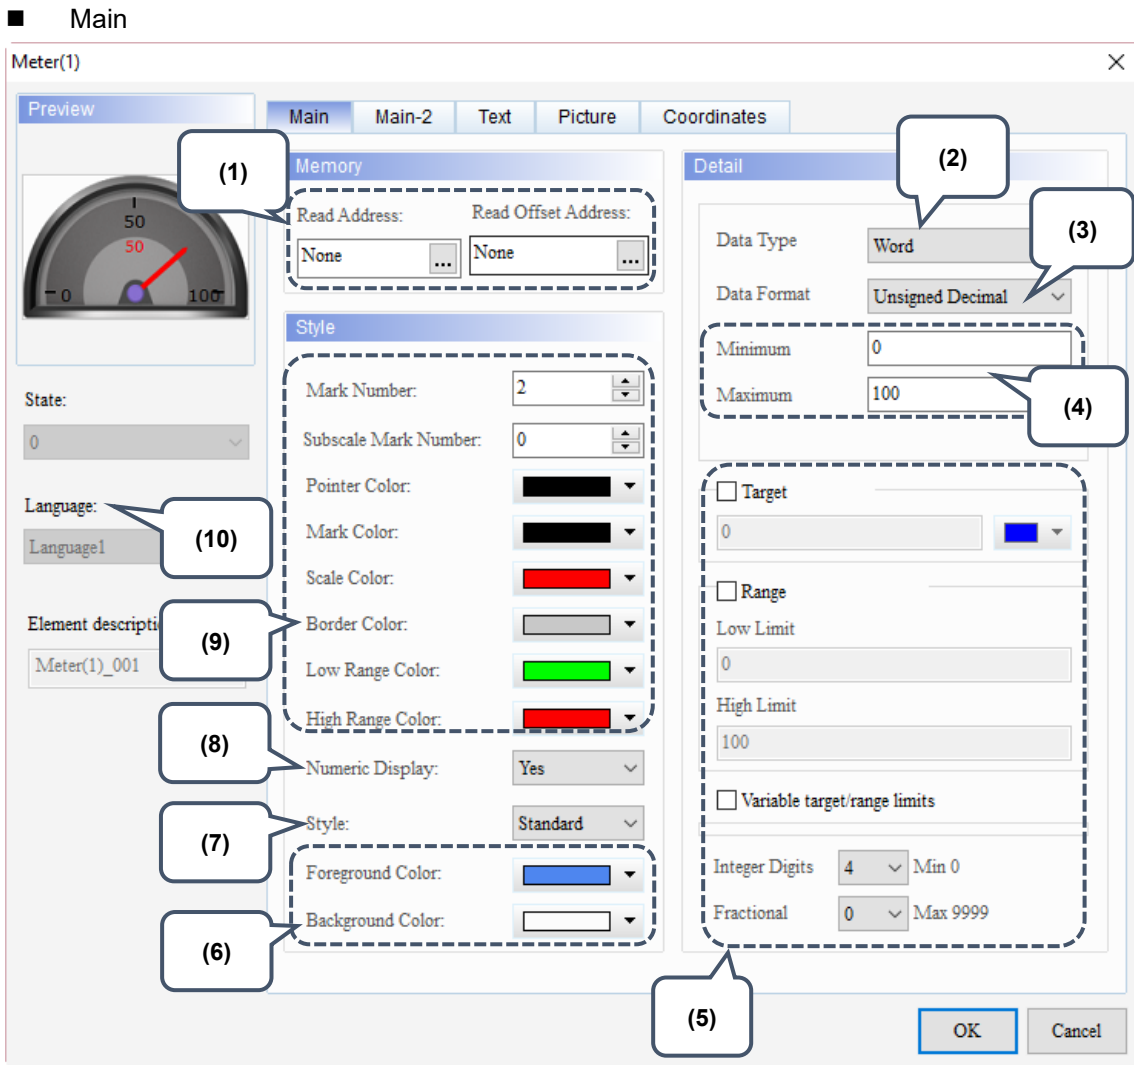 ■ Main
Meter(1)
Preview
50
50
0
100
State:
0
Language:
Language1
Element descripti
Meter(1)_001
Main Main-2 Text Picture Coordinates
Memory
Read Address: Read Offset Address:
None ... None ...
Style
Mark Number: 2
Subscale Mark Number: 0
Pointer Color:
Mark Color:
Scale Color:
Border Color:
Low Range Color:
High Range Color:
Numeric Display: Yes
Style: Standard
Foreground Color:
Background Color:
Detail
Data Type Word
Data Format Unsigned Decimal
Minimum 0
Maximum 100
Target
0
Range
Low Limit
0
High Limit
100
Variable target/range limits
Integer Digits 4 Min 0
Fractional 0 Max 9999
OK Cancel
(1)
(2)
(3)
(4)
(5)
(6)
(7)
(8)
(9)
(10)